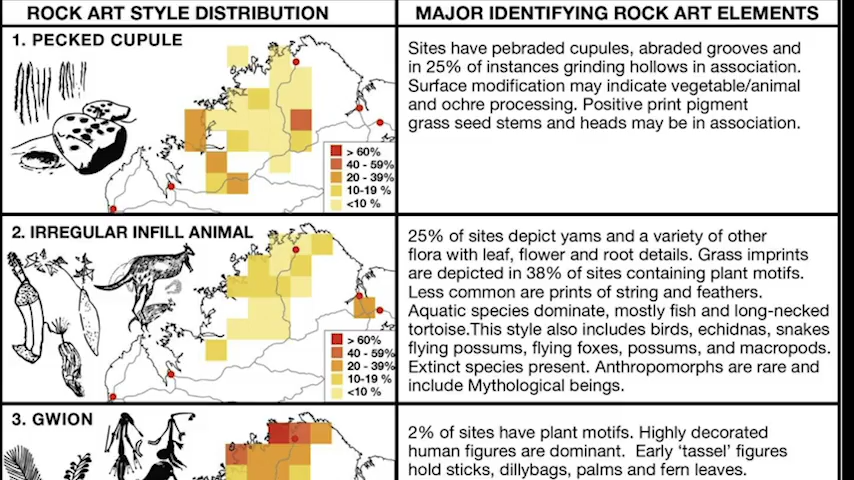 ROCK ART STYLE DISTRIBUTION
MAJOR IDENTIFYING ROCK ART ELEMENTS
1. PECKED CUPULE
> 60%
40 - 59%
20 - 39%
10-19 %
<10 %
Sites have pebraded cupules, abraded grooves and
in 25% of instances grinding hollows in association.
Surface modification may indicate vegetable/animal
and ochre processing. Positive print pigment
grass seed stems and heads may be in association.
2. IRREGULAR INFILL ANIMAL
> 60%
40 - 59%
20 - 39%
10-19 %
<10 %
25% of sites depict yams and a variety of other
flora with leaf, flower and root details. Grass imprints
are depicted in 38% of sites containing plant motifs.
Less common are prints of string and feathers.
Aquatic species dominate, mostly fish and long-necked
tortoise.This style also includes birds, echidnas, snakes
flying possums, flying foxes, possums, and macropods.
Extinct species present. Anthropomorphs are rare and
include Mythological beings.
3. GWION
2% of sites have plant motifs. Highly decorated
human figures are dominant. Early ‘tassel’ figures
hold sticks, dillybags, palms and fern leaves.